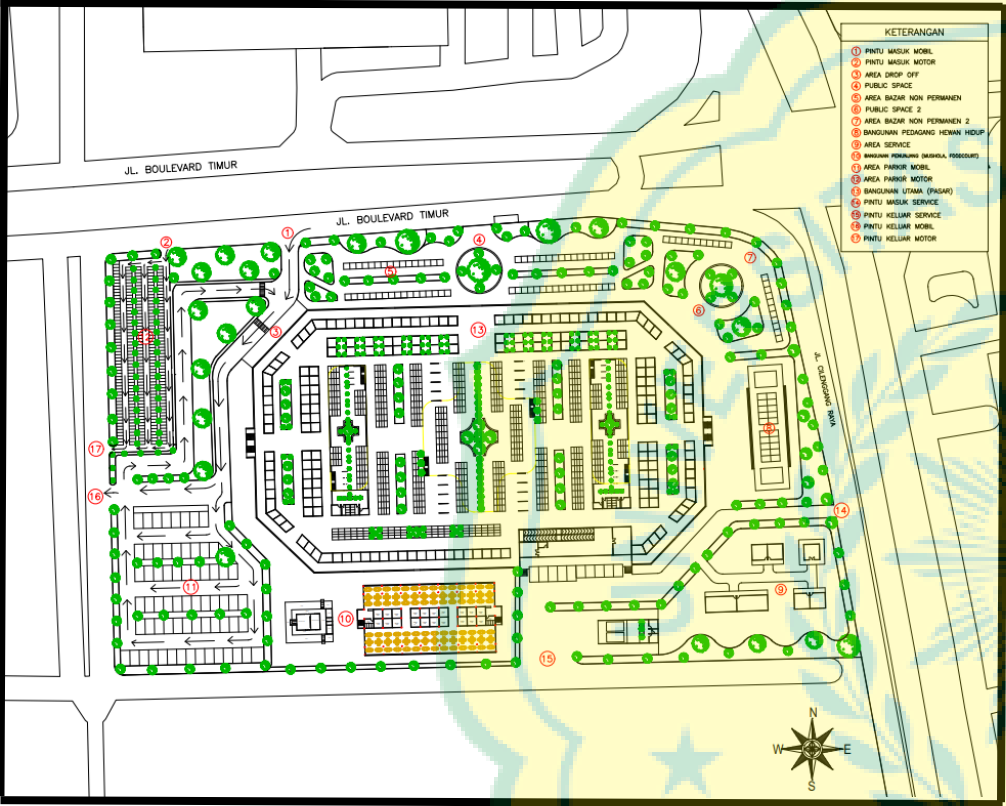 KETERANGAN
1 PINTU MASUK MOBIL
2 PINTU MASUK MOTOR
3 AREA DROP OFF
4 PUBLIC SPACE
5 AREA BAZAR NON PERMANEN
6 PUBLIC SPACE 2
7 AREA BAZAR NON PERMANEN 2
8 BANGUNAN PEDAGANG HEWAN HIDUP
9 AREA SERVICE
10 BANGUNAN PENUNJANG (MUSHOLA, FOODCOURT)
11 AREA PARKIR MOBIL
12 AREA PARKIR MOTOR
13 BANGUNAN UTAMA (PASAR)
14 PINTU MASUK SERVICE
15 PINTU KELUAR SERVICE
16 PINTU KELUAR MOBIL
17 PINTU KELUAR MOTOR
JL. BOULEVARD TIMUR
JL. BOULEVARD TIMUR
1
2
4
7
5
6
3
13
12
JL. CILENGGANG RAYA
8
17
16
14
11
9
10
15
N
W E
S